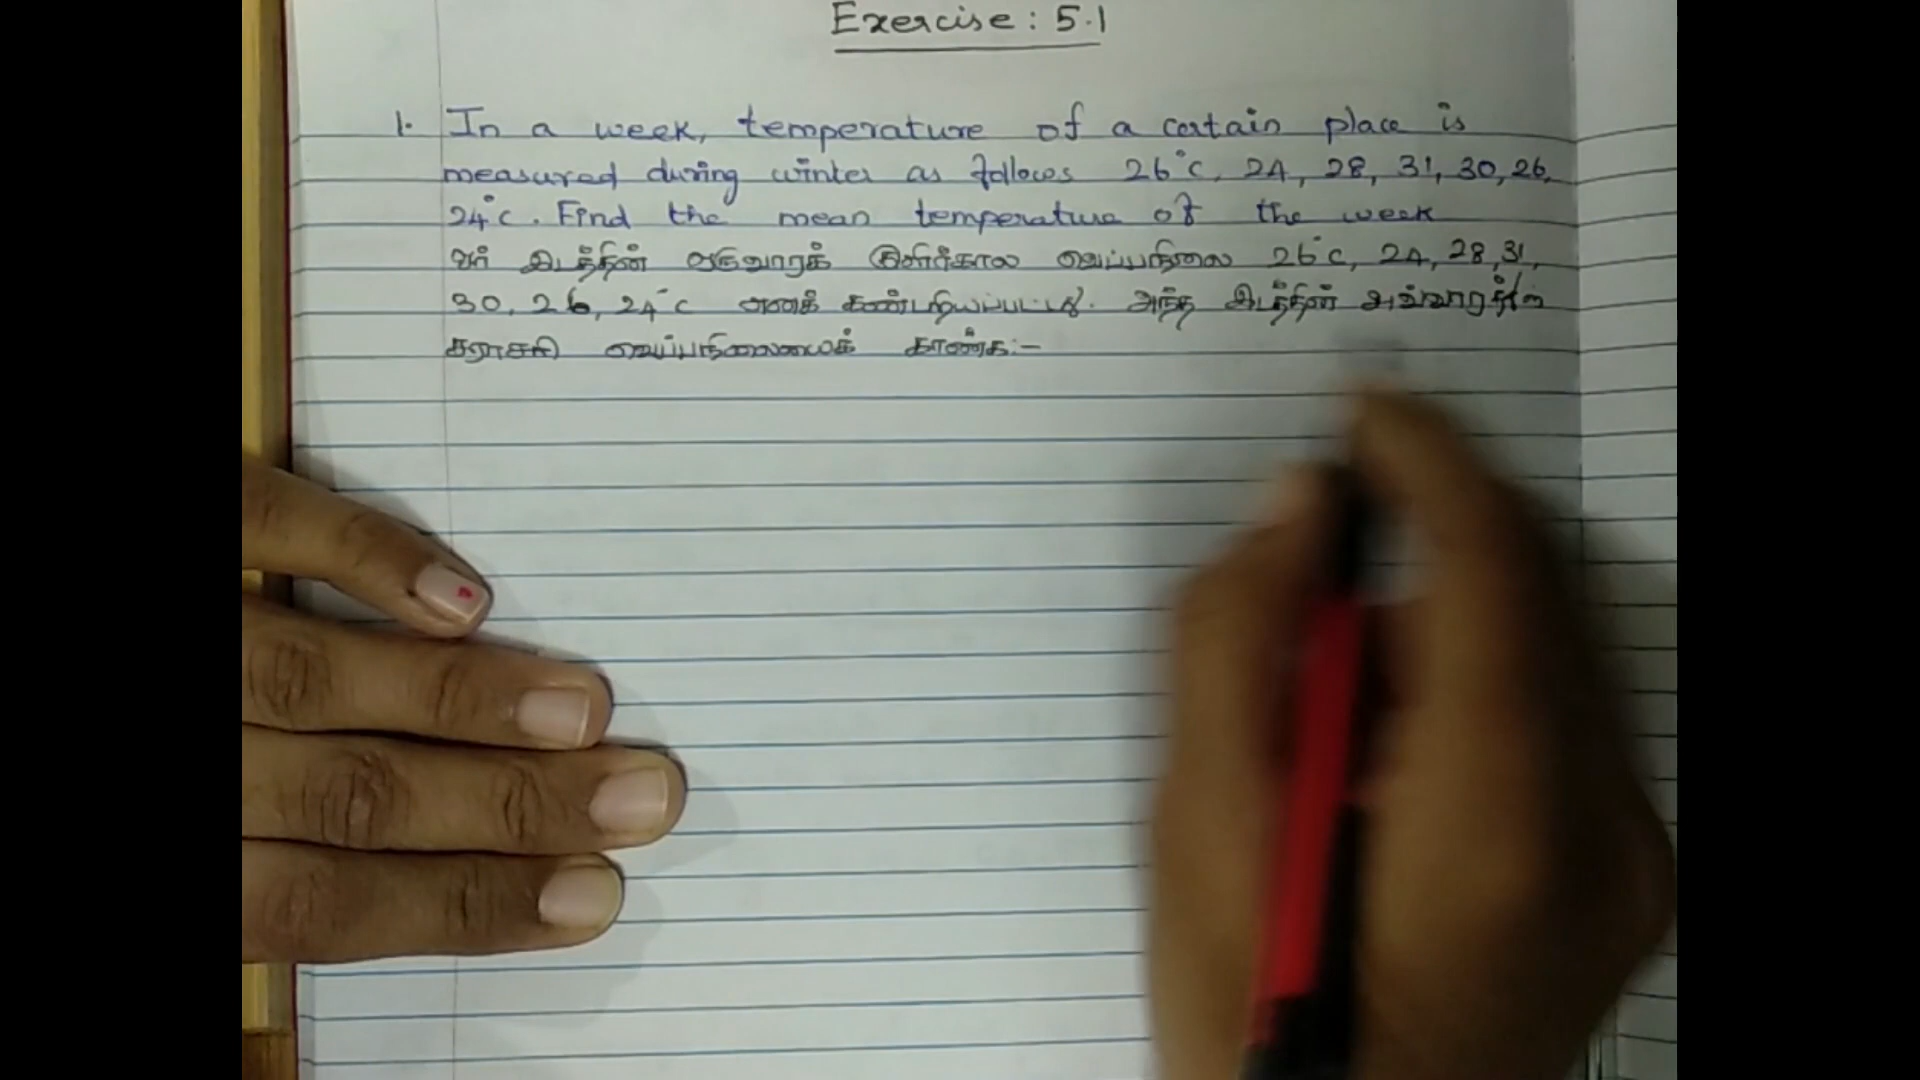 Exercise : 5.1
1. In a week, temperature of a certain place is
measured during winter as follows 26°C, 24, 28, 31, 30, 26,
24°C. Find the mean temperature of the week
ஓர் இடத்தின் ஒருவாரக் குளிர்கால வெப்பநிலை 26°C, 24, 28, 31,
30, 26, 24°C எனக் கண்டறியப்பட்டது. அந்த இடத்தின் அவ்வாரத்தின்
சராசரி வெப்பநிலையைக் காண்க:-